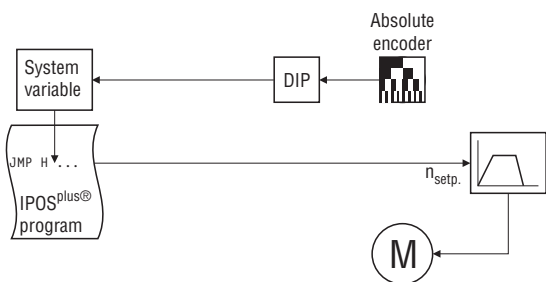 Absolute
encoder
System
variable
DIP
JMP H ...
IPOSplus®
program
nsetp.
M